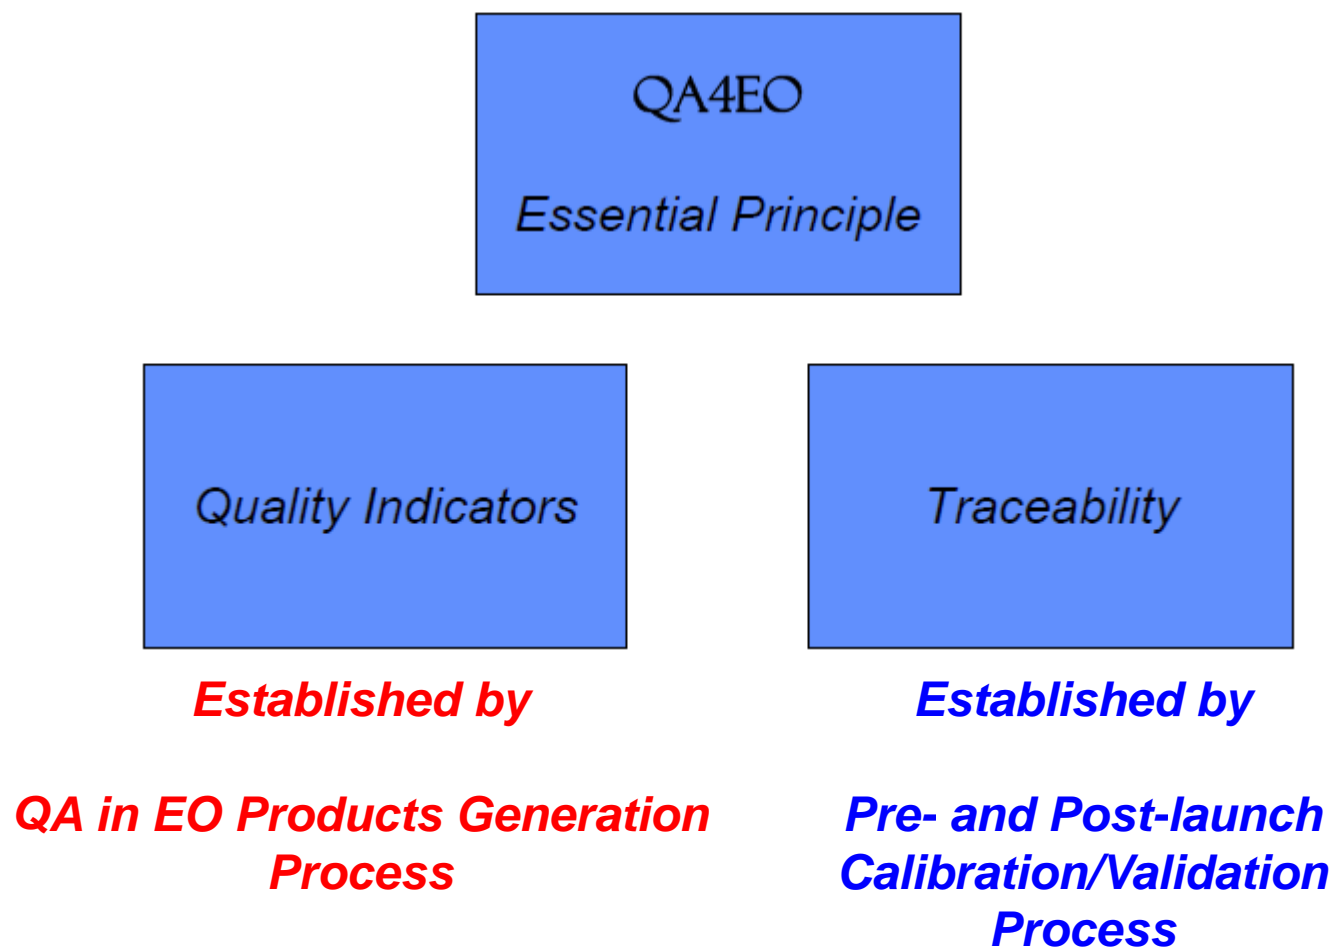 QA4EO
Essential Principle
Quality Indicators
Traceability
Established by
QA in EO Products Generation
Process
Established by
Pre- and Post-launch
Calibration/Validation
Process